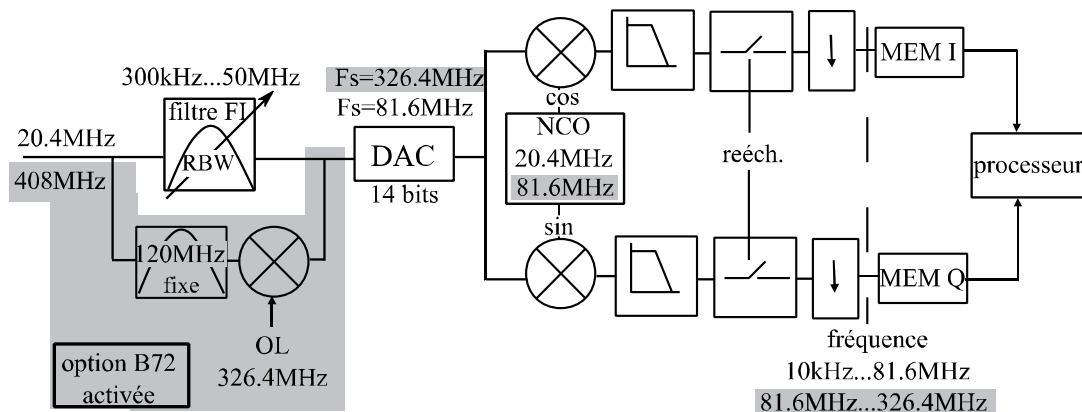 300kHz...50MHz
filtre FI
RBW
20.4MHz
408MHz
120MHz
fixe
OL
326.4MHz
option B72
activée
Fs=326.4MHz
Fs=81.6MHz
DAC
14 bits
cos
NCO
20.4MHz
81.6MHz
sin
reéch.
MEM I
MEM Q
processeur
fréquence
10kHz...81.6MHz
81.6MHz...326.4MHz